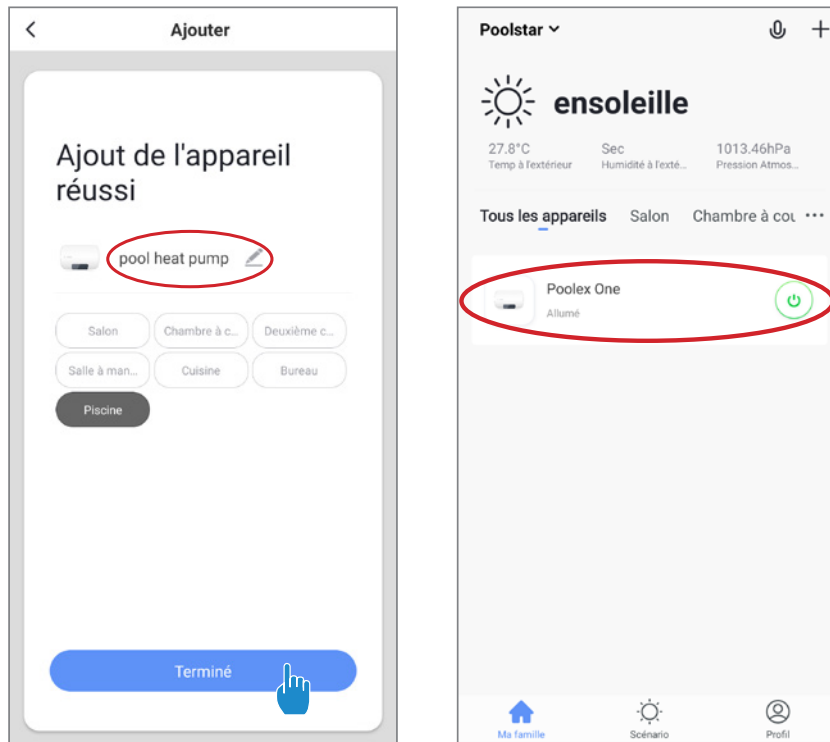 Ajouter
Ajout de l'appareil
réussi
pool heat pump
Salon
Chambre à c...
Deuxième c...
Salle à man...
Cuisine
Bureau
Piscine
Terminé
Poolstar
ensoleille
27.8°C
Sec
1013.46hPa
Temp à l'extérieur
Humidité à l'exté...
Pression Atmos...
Tous les appareils
Salon
Chambre à cou
Poolex One
Allumé
Ma famille
Scénario
Profil